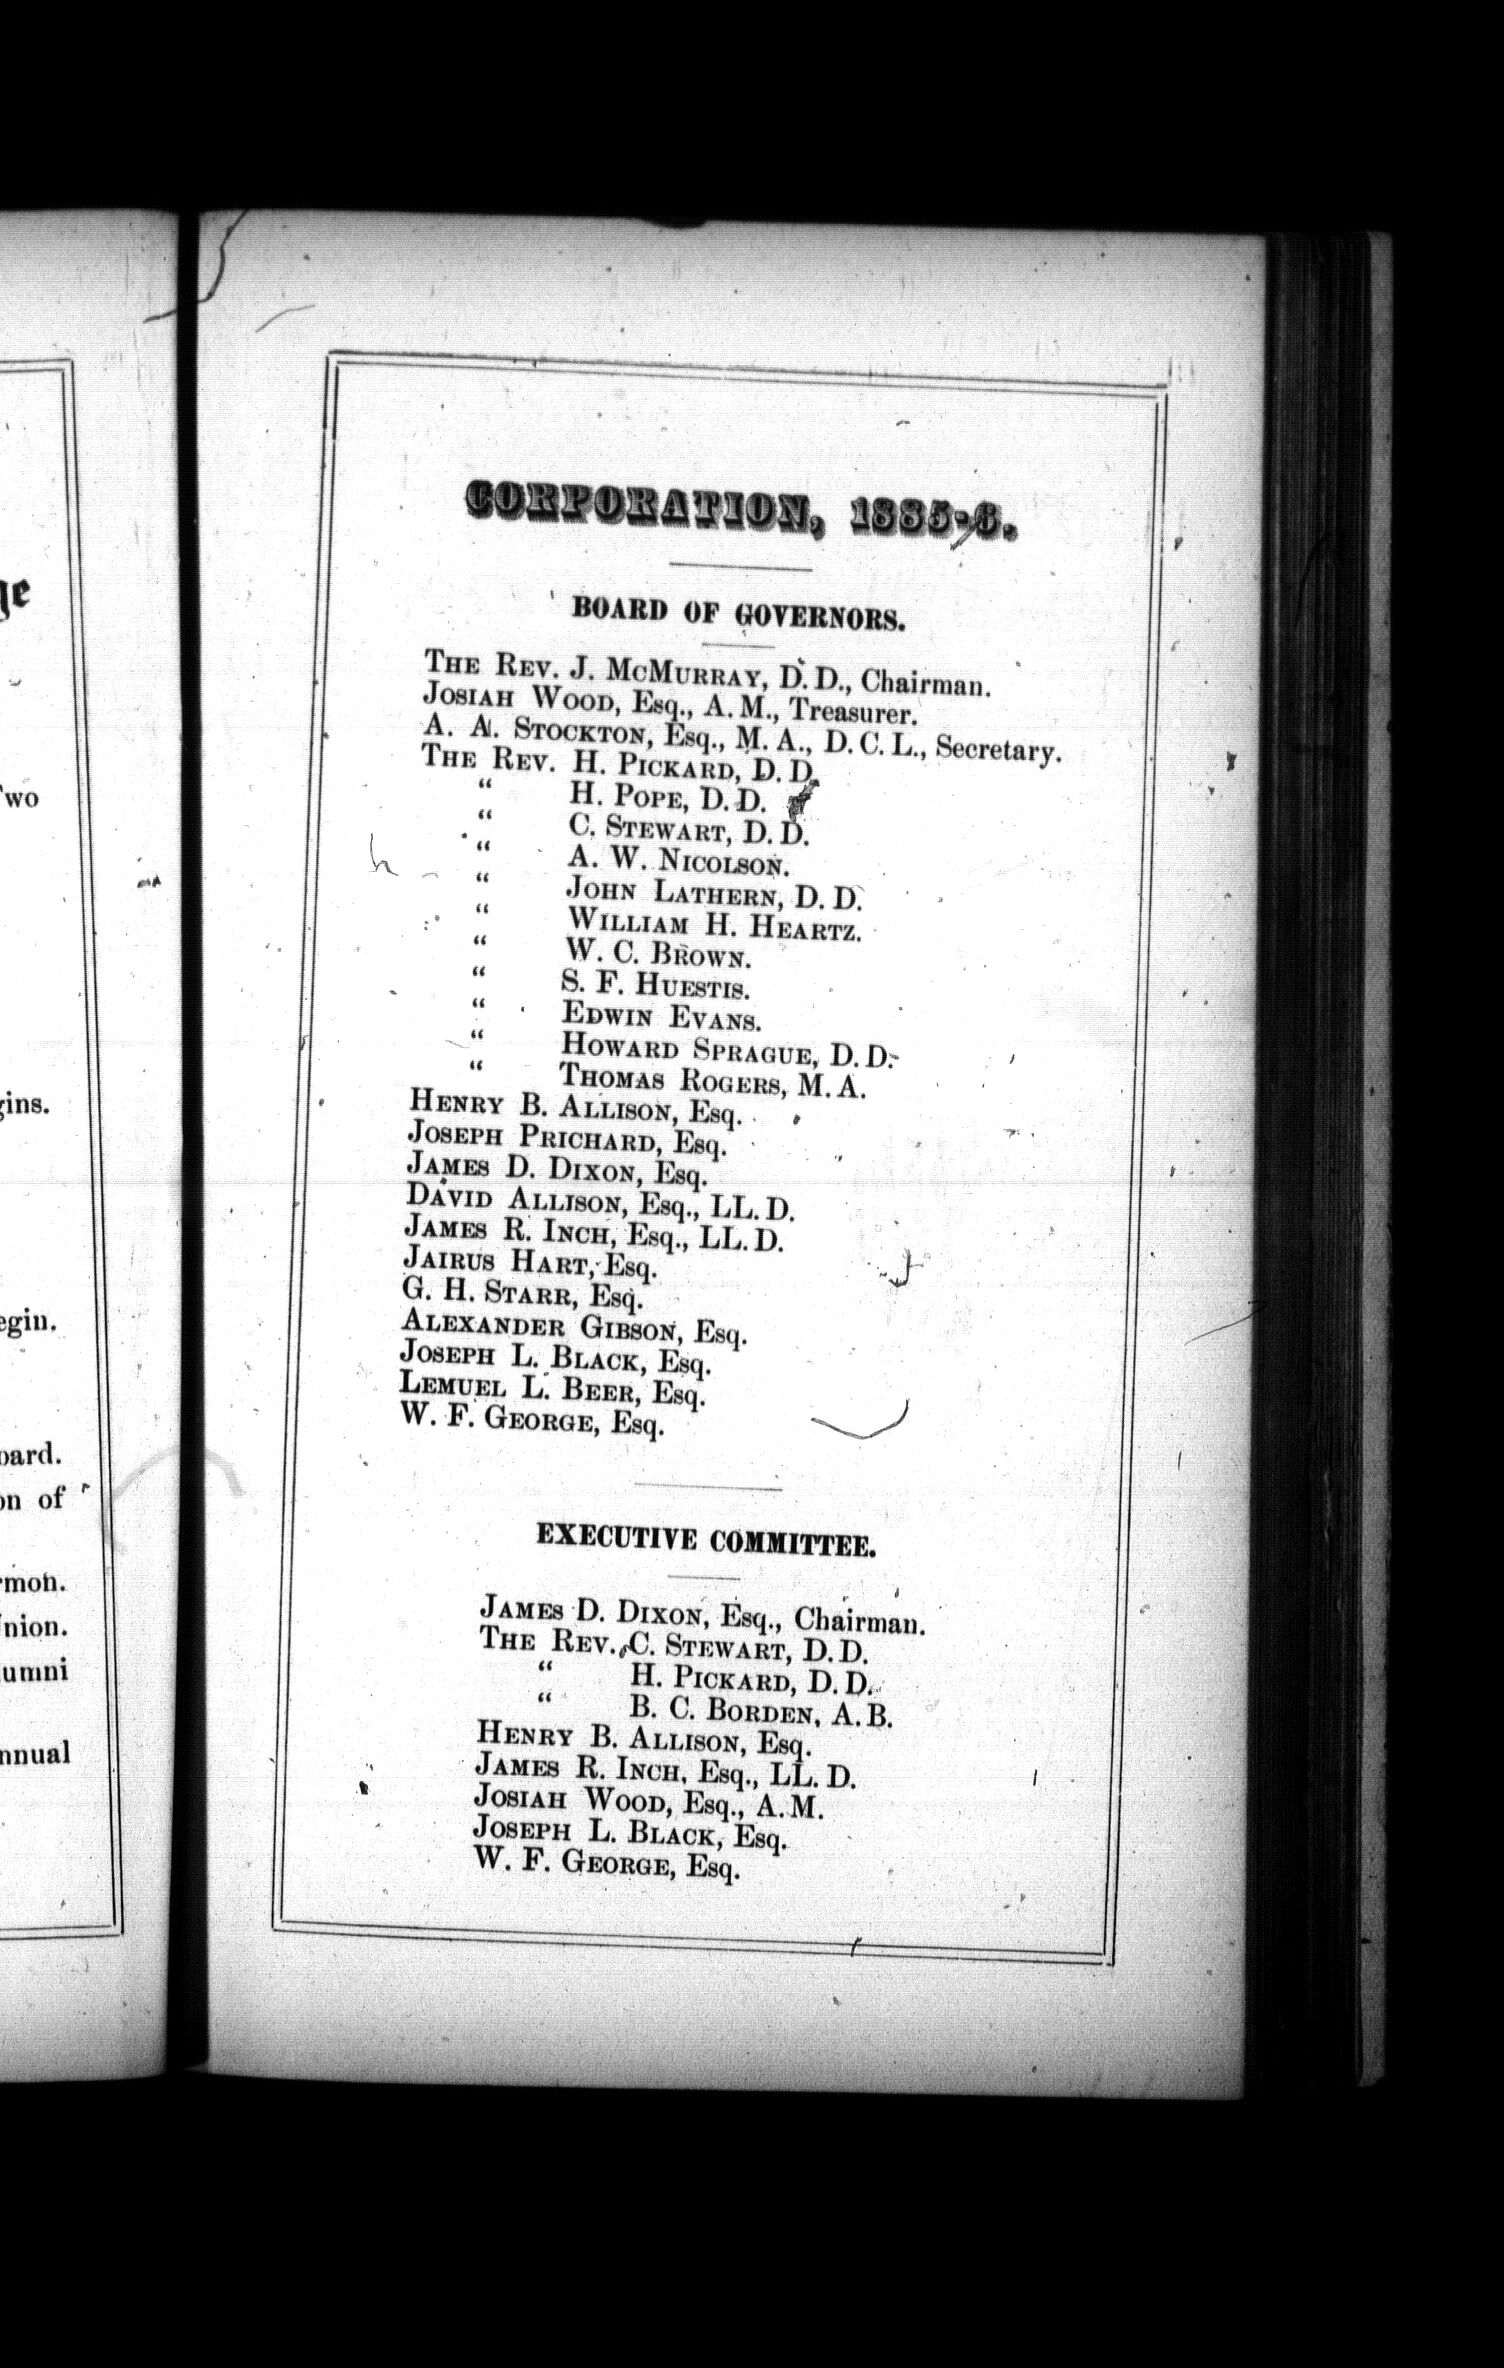 CORPORATION, 1885-6.
BOARD OF GOVERNORS.
THE REV. J. MCMURRAY, D. D., Chairman.
JOSIAH WOOD, Esq., A. M., Treasurer.
A. A. STOCKTON, Esq., M. A., D. C. L., Secretary.
THE REV. H. PICKARD, D. D.
“ H. POPE, D. D.
“ C. STEWART, D. D.
“ A. W. NICOLSON.
“ JOHN LATHERN, D. D.
“ WILLIAM H. HEARTZ.
“ W. C. BROWN.
“ S. F. HUESTIS.
“ EDWIN EVANS.
“ HOWARD SPRAGUE, D. D.
“ THOMAS ROGERS, M. A.
HENRY B. ALLISON, Esq.
JOSEPH PRICHARD, Esq.
JAMES D. DIXON, Esq.
DAVID ALLISON, Esq., LL. D.
JAMES R. INCH, Esq., LL. D.
JAIRUS HART, Esq.
G. H. STARR, Esq.
ALEXANDER GIBSON, Esq.
JOSEPH L. BLACK, Esq.
LEMUEL L. BEER, Esq.
W. F. GEORGE, Esq.
EXECUTIVE COMMITTEE.
JAMES D. DIXON, Esq., Chairman.
THE REV. C. STEWART, D. D.
“ H. PICKARD, D. D.
“ B. C. BORDEN, A. B.
HENRY B. ALLISON, Esq.
JAMES R. INCH, Esq., LL. D.
JOSIAH WOOD, Esq., A. M.
JOSEPH L. BLACK, Esq.
W. F. GEORGE, Esq.